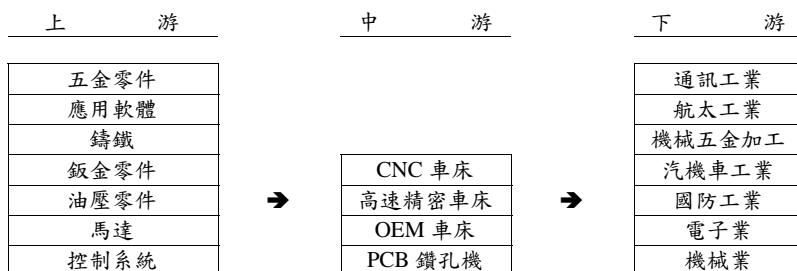 上 游 中 游 下 游
五金零件 通訊工業
應用軟體 航太工業
鑄鐵 機械五金加工
鈑金零件 CNC 車床 汽機車工業
油壓零件 ➔ 高速精密車床 ➔ 國防工業
馬達 OEM 車床 電子業
控制系統 PCB 鑽孔機 機械業